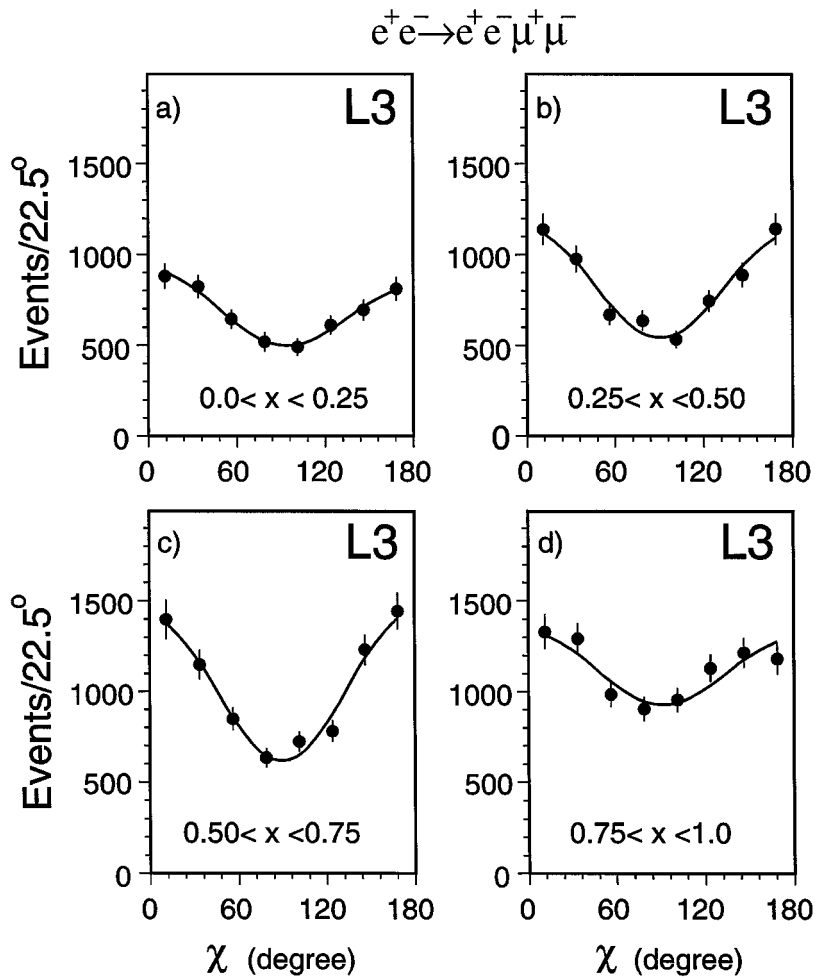 e⁺e⁻→e⁺e⁻μ⁺μ⁻
a) L3
Events/22.5°
1500
1000
500
0
0.0< x < 0.25
0 60 120 180
b) L3
1500
1000
500
0
0.25< x <0.50
0 60 120 180
c) L3
Events/22.5°
1500
1000
500
0
0.50< x <0.75
0 60 120 180
χ (degree)
d) L3
1500
1000
500
0
0.75< x <1.0
0 60 120 180
χ (degree)